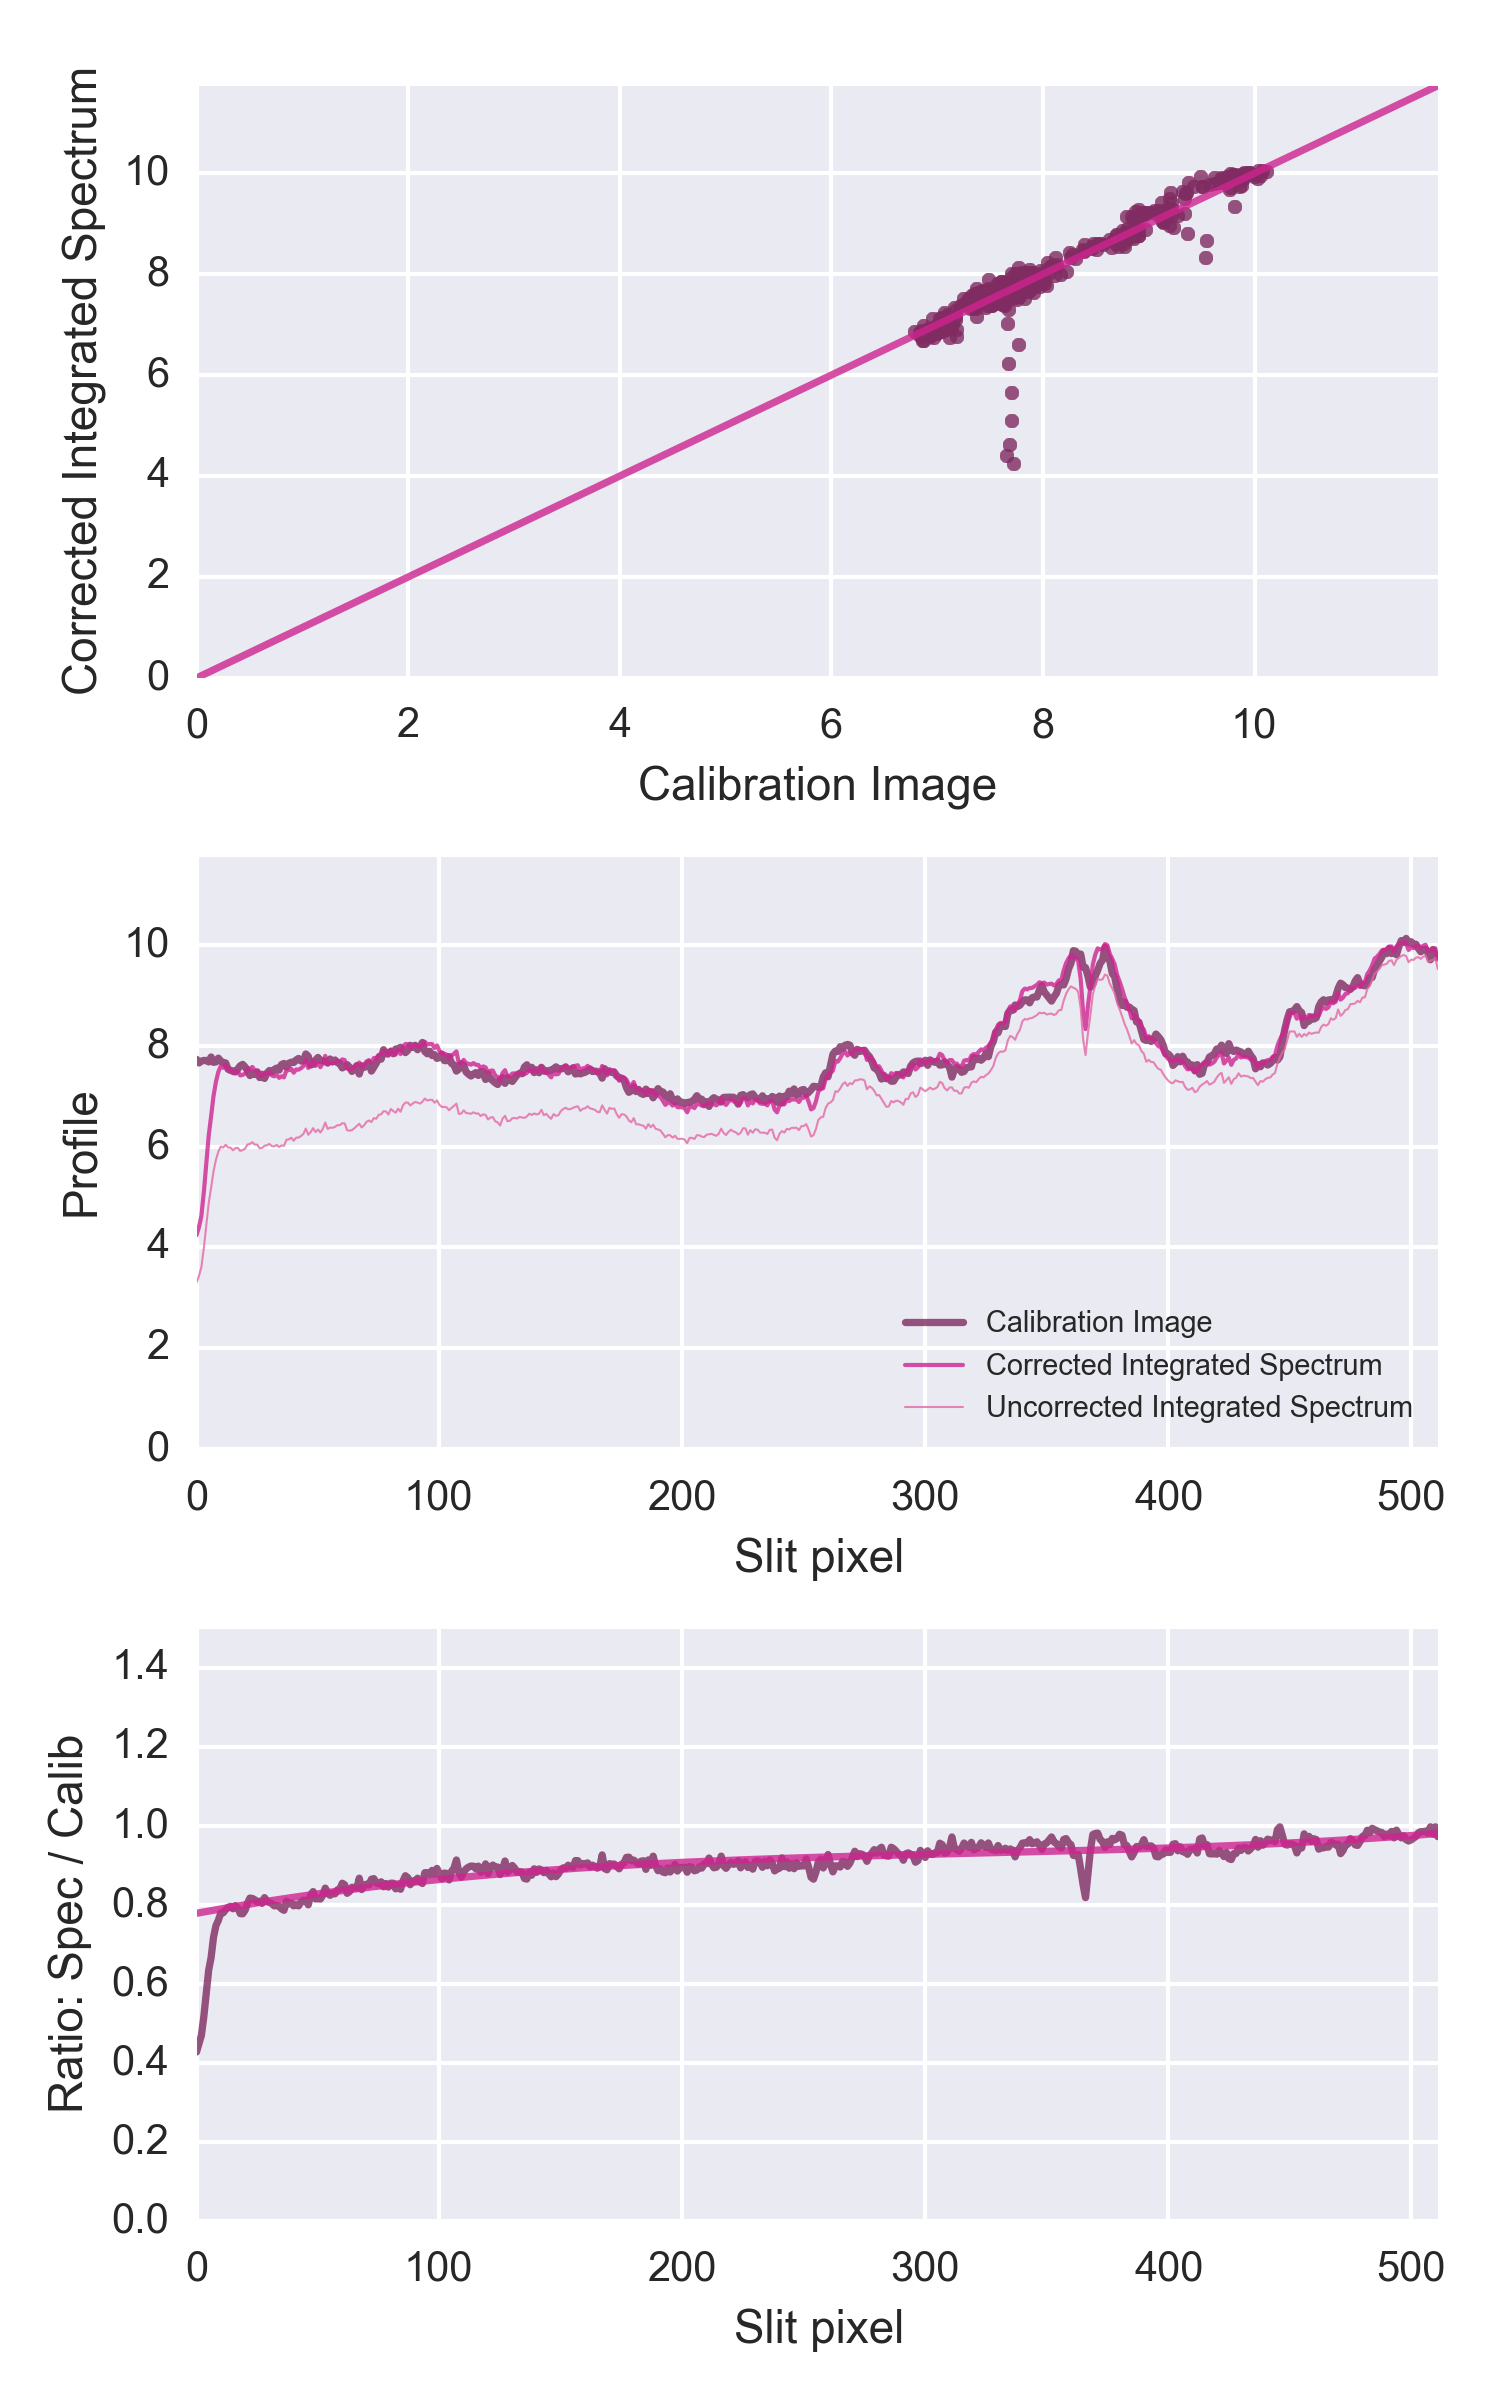 Corrected Integrated Spectrum
10
8
6
4
2
0
0 2 4 6 8 10
Calibration Image
Profile
10
8
6
4
2
0
Calibration Image
Corrected Integrated Spectrum
Uncorrected Integrated Spectrum
0 100 200 300 400 500
Slit pixel
Ratio: Spec / Calib
1.4
1.2
1.0
0.8
0.6
0.4
0.2
0.0
0 100 200 300 400 500
Slit pixel